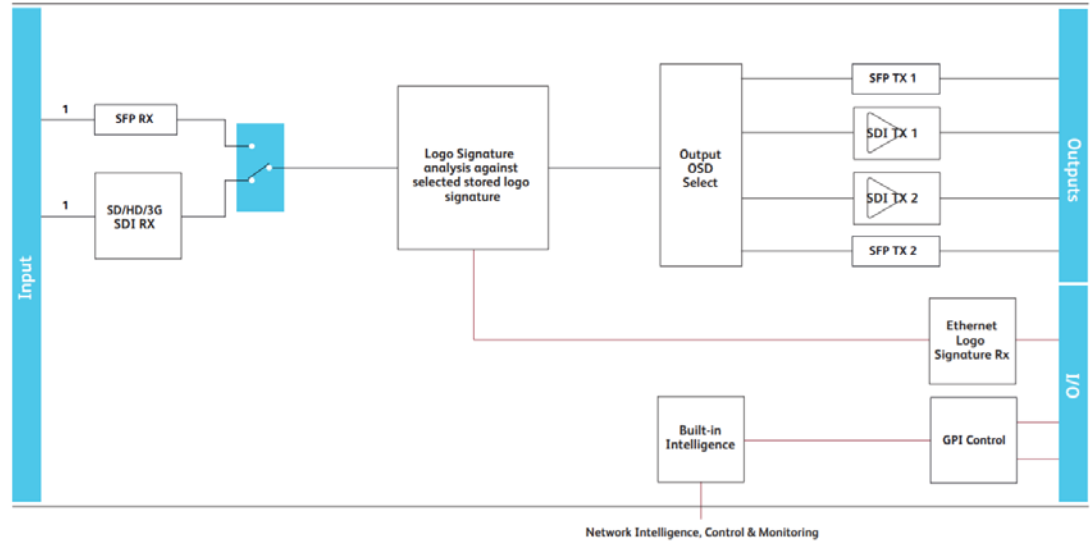 Input
1
SFP RX
1
SD/HD/3G
SDI RX
Logo Signature
analysis against
selected stored logo
signature
Output
OSD
Select
SFP TX 1
SDI TX 1
SDI TX 2
SFP TX 2
Outputs
Ethernet
Logo
Signature Rx
I/O
Built-in
Intelligence
GPI Control
Network Intelligence, Control & Monitoring